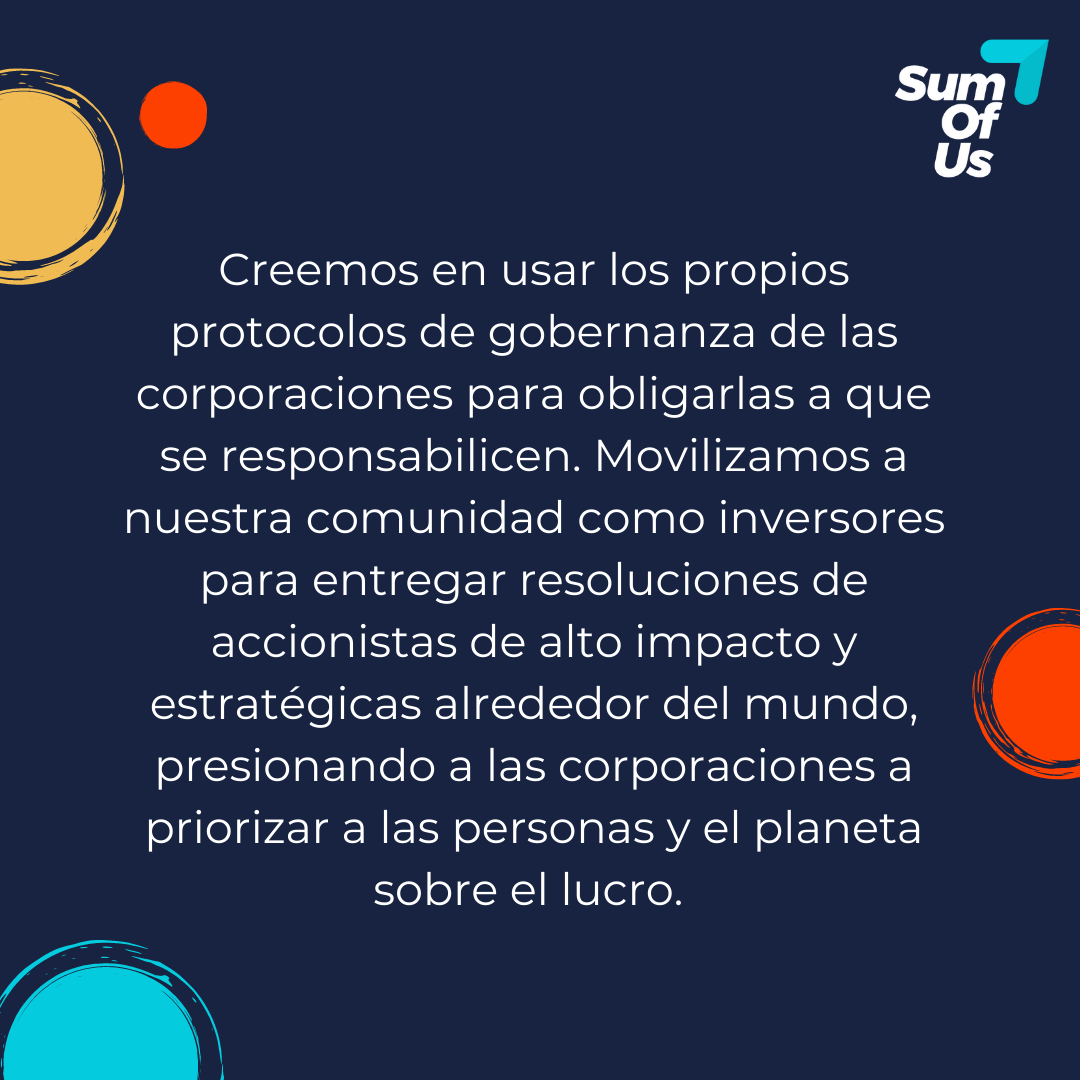 Sum
Of
Us
Creemos en usar los propios
protocolos de gobernanza de las
corporaciones para obligarlas a que
se responsabilicen. Movilizamos a
nuestra comunidad como inversores
para entregar resoluciones de
accionistas de alto impacto y
estratégicas alrededor del mundo,
presionando a las corporaciones a
priorizar a las personas y el planeta
sobre el lucro.